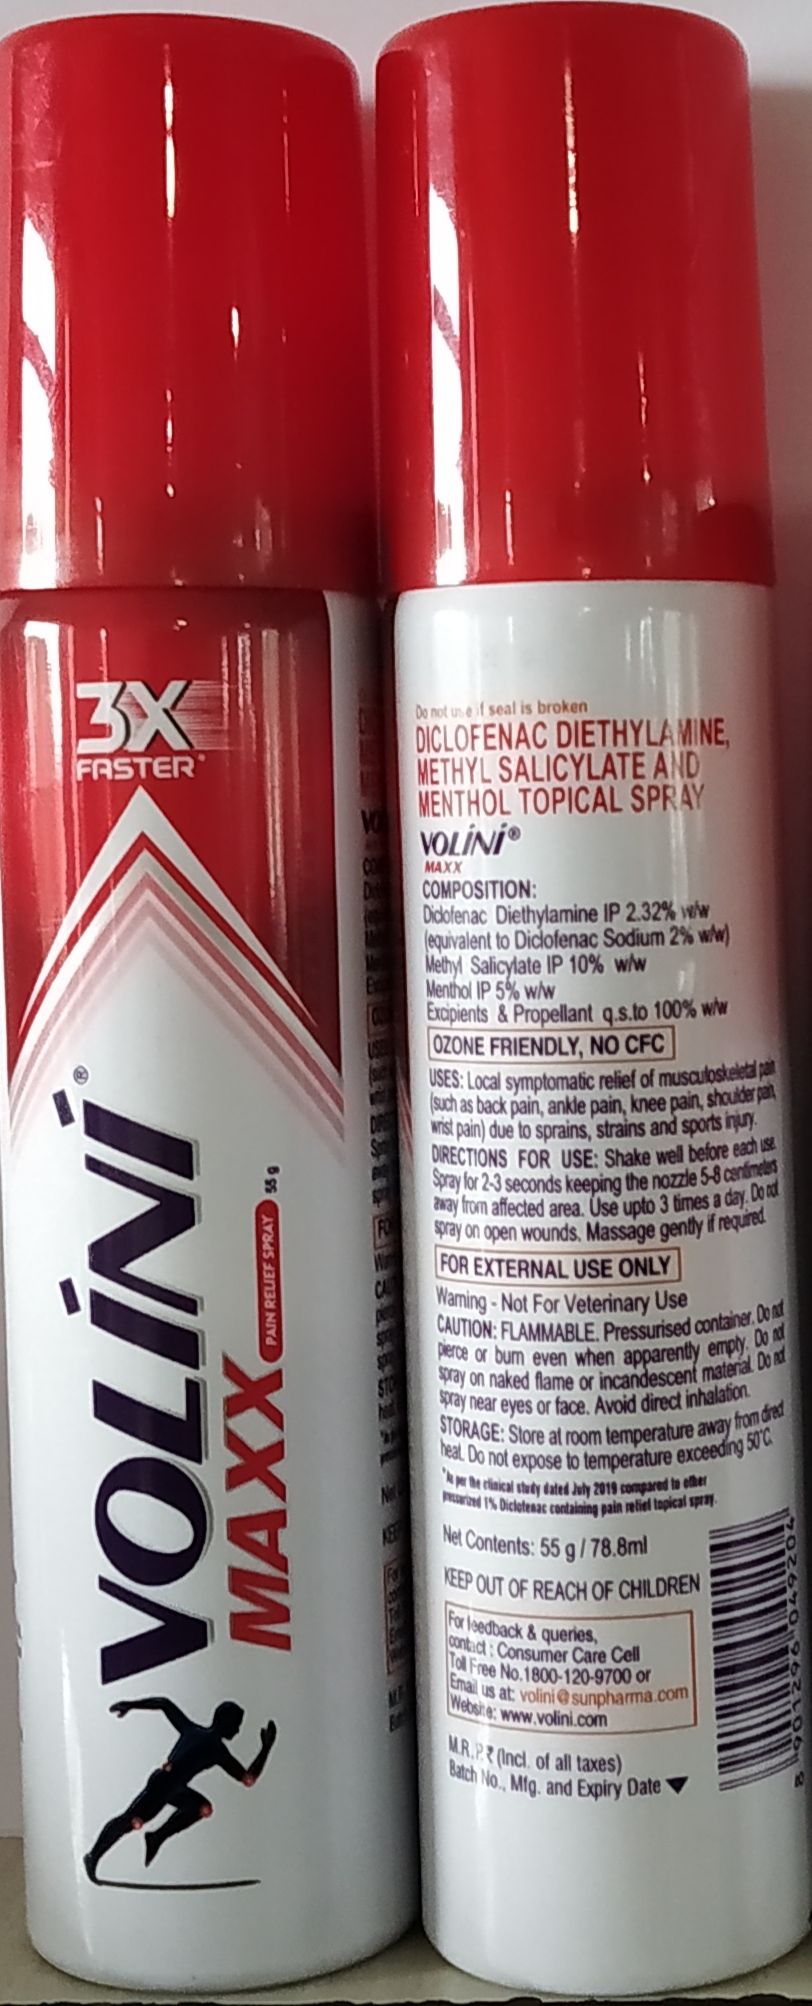 3X
FASTER*
VOLINI®
MAXX
PAIN RELIEF SPRAY
55 g
Do not use if seal is broken
DICLOFENAC DIETHYLAMINE,
METHYL SALICYLATE AND
MENTHOL TOPICAL SPRAY
VOLINI®
MAXX
COMPOSITION:
Diclofenac Diethylamine IP 2.32% w/w
(equivalent to Diclofenac Sodium 2% w/w)
Methyl Salicylate IP 10% w/w
Menthol IP 5% w/w
Excipients & Propellant q.s.to 100% w/w
OZONE FRIENDLY, NO CFC
USES: Local symptomatic relief of musculoskeletal pain
(such as back pain, ankle pain, knee pain, shoulder pain,
wrist pain) due to sprains, strains and sports injury.
DIRECTIONS FOR USE: Shake well before each use.
Spray for 2-3 seconds keeping the nozzle 5-8 centimeters
away from affected area. Use upto 3 times a day. Do not
spray on open wounds. Massage gently if required.
FOR EXTERNAL USE ONLY
Warning - Not For Veterinary Use
CAUTION: FLAMMABLE. Pressurised container. Do not
pierce or burn even when apparently empty. Do not
spray on naked flame or incandescent material. Do not
spray near eyes or face. Avoid direct inhalation.
STORAGE: Store at room temperature away from direct
heat. Do not expose to temperature exceeding 50°C.
*As per the clinical study dated July 2019 compared to other
pressurized 1% Diclofenac containing pain relief topical spray.
Net Contents: 55 g / 78.8ml
KEEP OUT OF REACH OF CHILDREN
For feedback & queries,
contact : Consumer Care Cell
Toll Free No.1800-120-9700 or
Email us at: volini@sunpharma.com
Website: www.volini.com
M.R.P.₹ (Incl. of all taxes)
Batch No., Mfg. and Expiry Date
8 901296 049204